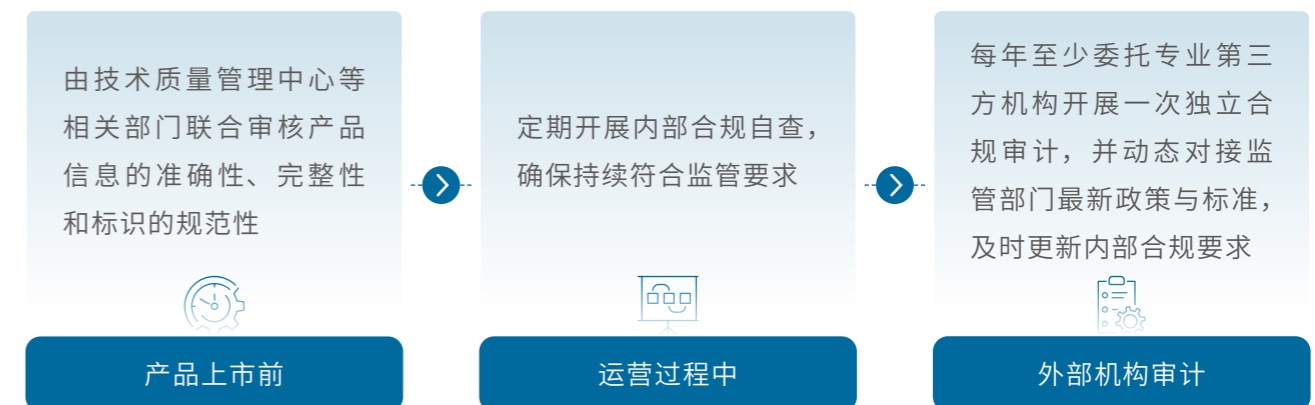 由技术质量管理中心等
相关部门联合审核产品
信息的准确性、完整性
和标识的规范性
产品上市前
定期开展内部合规自查，
确保持续符合监管要求
运营过程中
每年至少委托专业第三
方机构开展一次独立合
规审计，并动态对接监
管部门最新政策与标准，
及时更新内部合规要求
外部机构审计